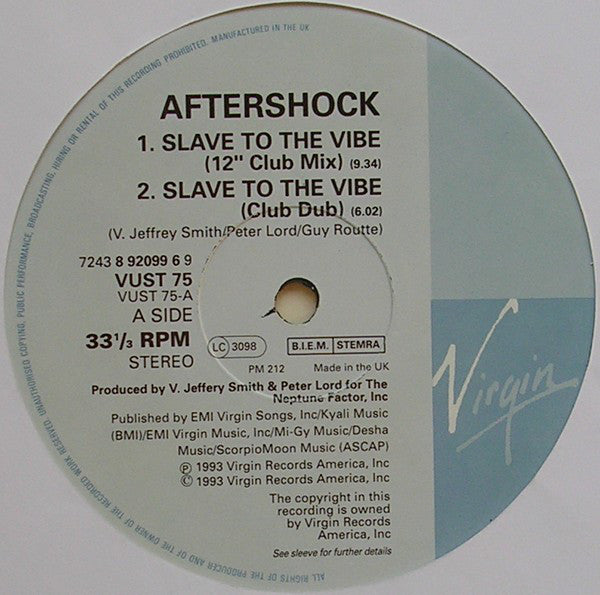 ALL RIGHTS OF THE PRODUCER AND OF THE OWNER OF THE RECORDED WORK RESERVED. UNAUTHORISED COPYING, PUBLIC PERFORMANCE, BROADCASTING, HIRING OR RENTAL OF THIS RECORDING PROHIBITED. MANUFACTURED IN THE UK
AFTERSHOCK
1. SLAVE TO THE VIBE
(12" Club Mix) (9.34)
2. SLAVE TO THE VIBE
(Club Dub) (6.02)
(V. Jeffrey Smith/Peter Lord/Guy Routte)
7243 8 92099 6 9
VUST 75
VUST 75-A
A SIDE
33 1/3 RPM
STEREO
LC 3098
B.I.E.M. STEMRA
PM 212 Made in the UK
Produced by V. Jeffery Smith & Peter Lord for The
Neptune Factor, Inc
Published by EMI Virgin Songs, Inc/Kyali Music
(BMI)/EMI Virgin Music, Inc/Mi-Gy Music/Desha
Music/ScorpioMoon Music (ASCAP)
℗ 1993 Virgin Records America, Inc
© 1993 Virgin Records America, Inc
The copyright in this
recording is owned
by Virgin Records
America, Inc
See sleeve for further details
Virgin